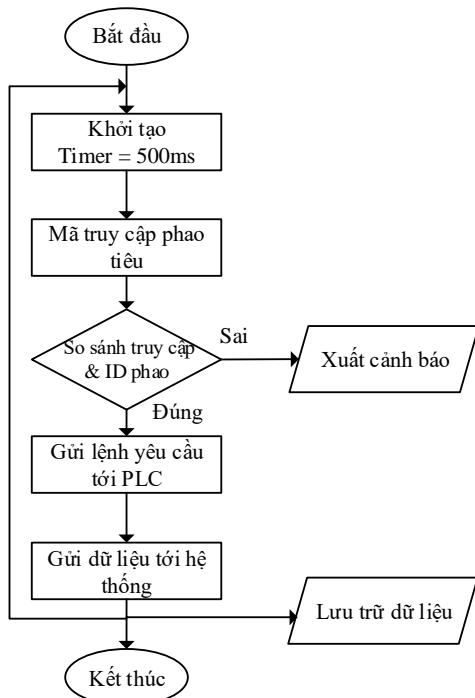 Bắt đầu
Khởi tạo
Timer = 500ms
Mã truy cập phao
tiêu
So sánh truy cập
& ID phao
Sai
Xuất cảnh báo
Đúng
Gửi lệnh yêu cầu
tới PLC
Gửi dữ liệu tới hệ
thống
Lưu trữ dữ liệu
Kết thúc